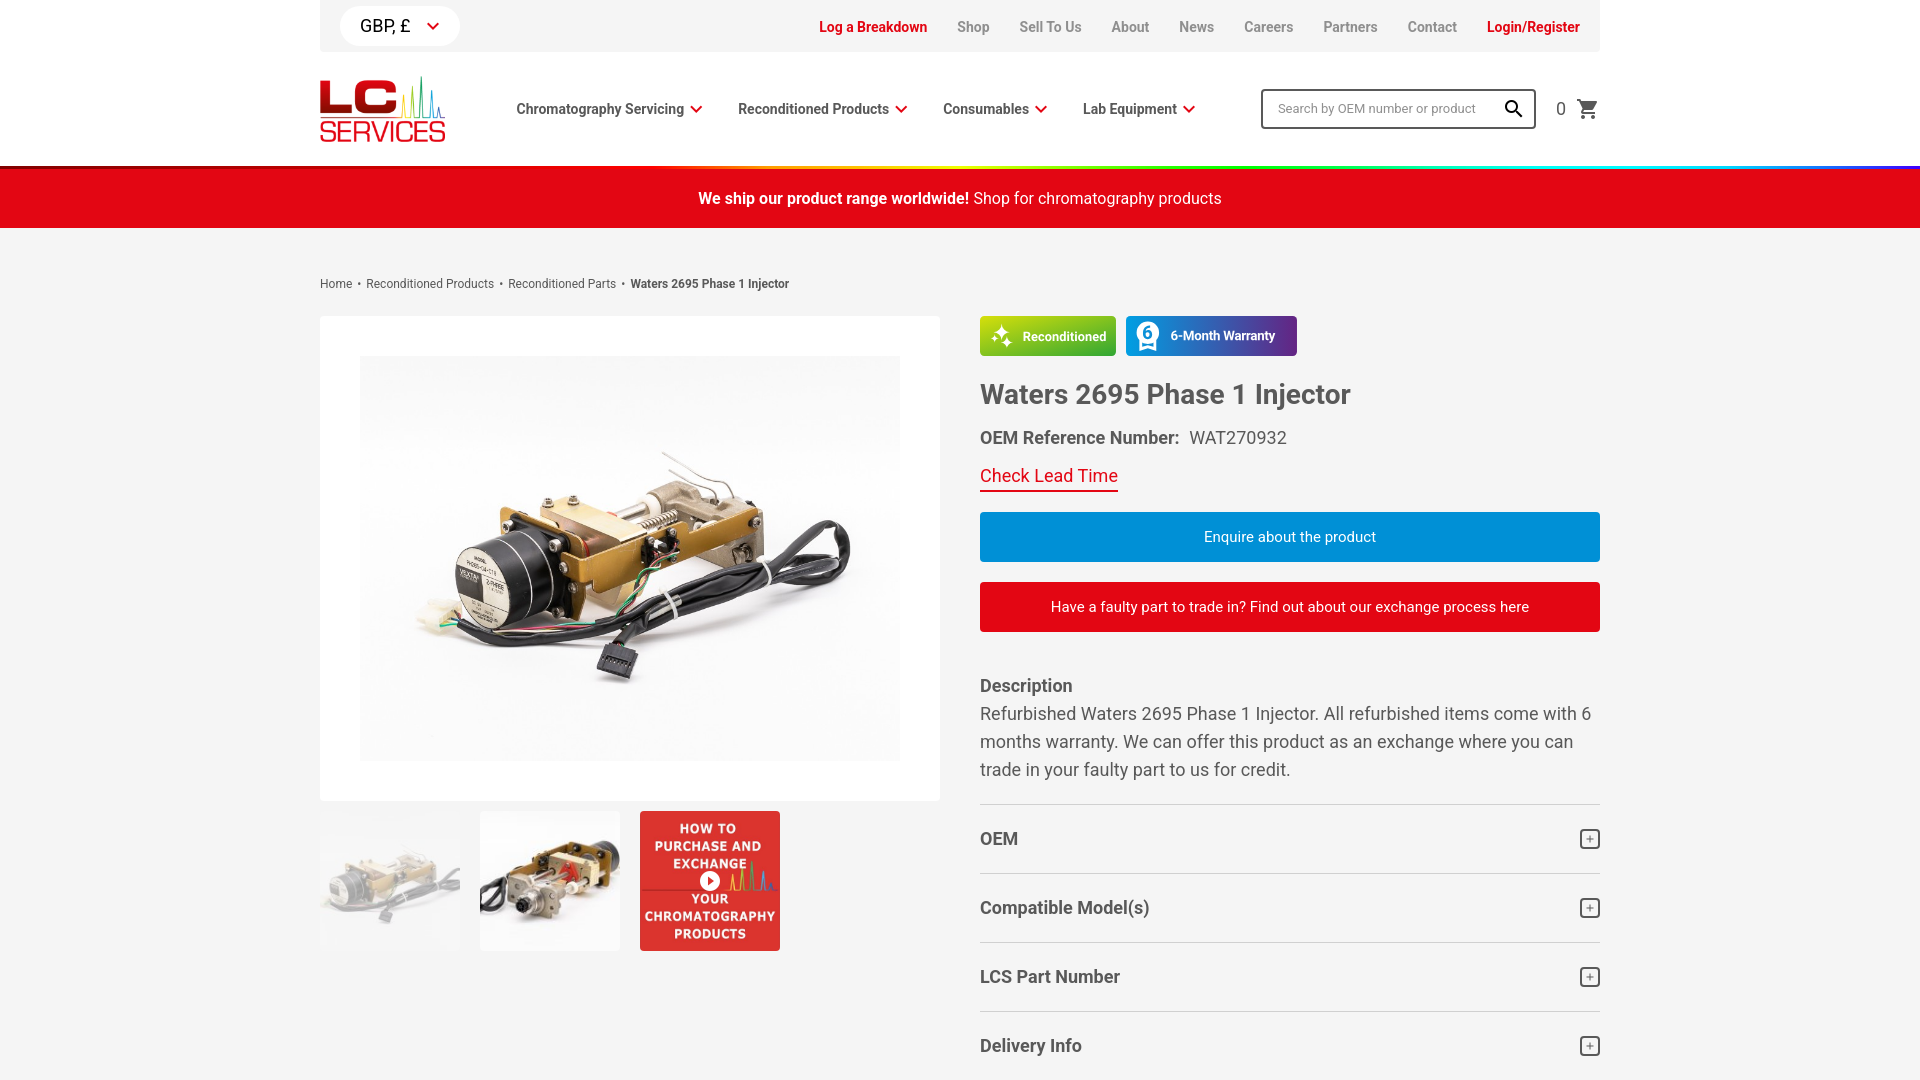 GBP, £
Log a Breakdown
Shop
Sell To Us
About
News
Careers
Partners
Contact
Login/Register
LC
SERVICES
Chromatography Servicing
Reconditioned Products
Consumables
Lab Equipment
Search by OEM number or product
0
We ship our product range worldwide! Shop for chromatography products
Home • Reconditioned Products • Reconditioned Parts • Waters 2695 Phase 1 Injector
Reconditioned
6
6-Month Warranty
Waters 2695 Phase 1 Injector
OEM Reference Number: WAT270932
Check Lead Time
Enquire about the product
Have a faulty part to trade in? Find out about our exchange process here
Description
Refurbished Waters 2695 Phase 1 Injector. All refurbished items come with 6
months warranty. We can offer this product as an exchange where you can
trade in your faulty part to us for credit.
HOW TO
PURCHASE AND
EXCHANGE
YOUR
CHROMATOGRAPHY
PRODUCTS
OEM
Compatible Model(s)
LCS Part Number
Delivery Info